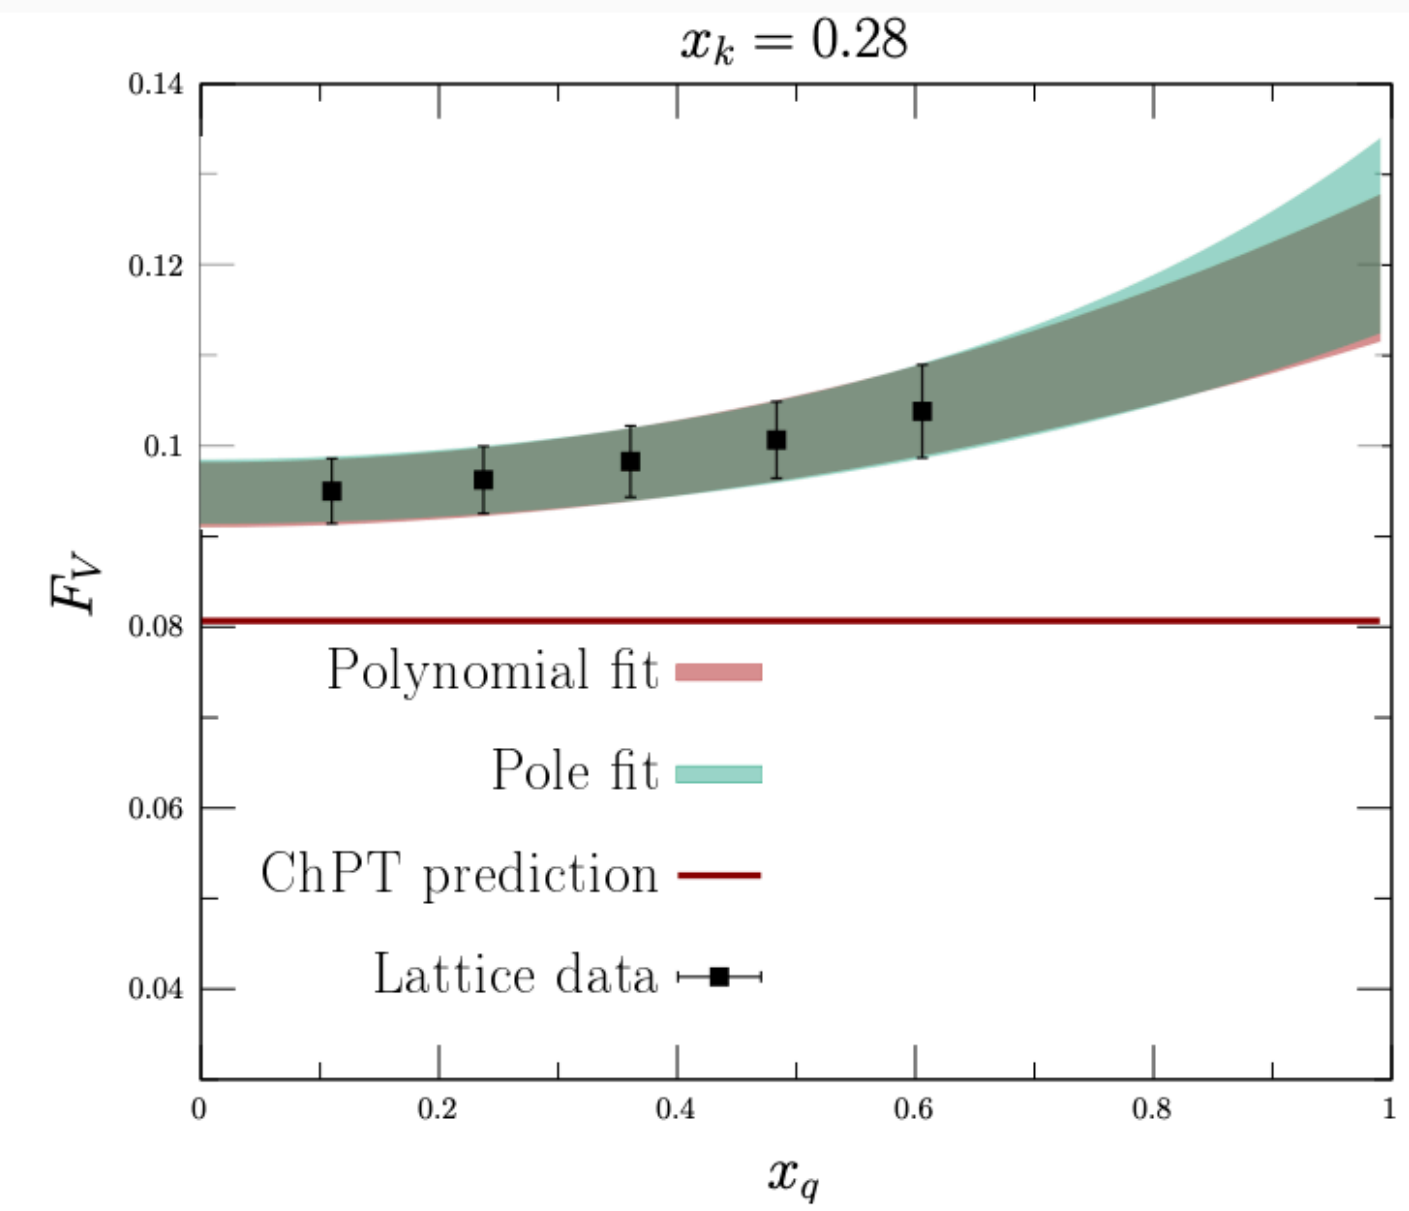 x_k = 0.28
0.14
0.12
0.1
0.08
0.06
0.04
F_V
Polynomial fit
Pole fit
ChPT prediction
Lattice data
0 0.2 0.4 0.6 0.8 1
x_q